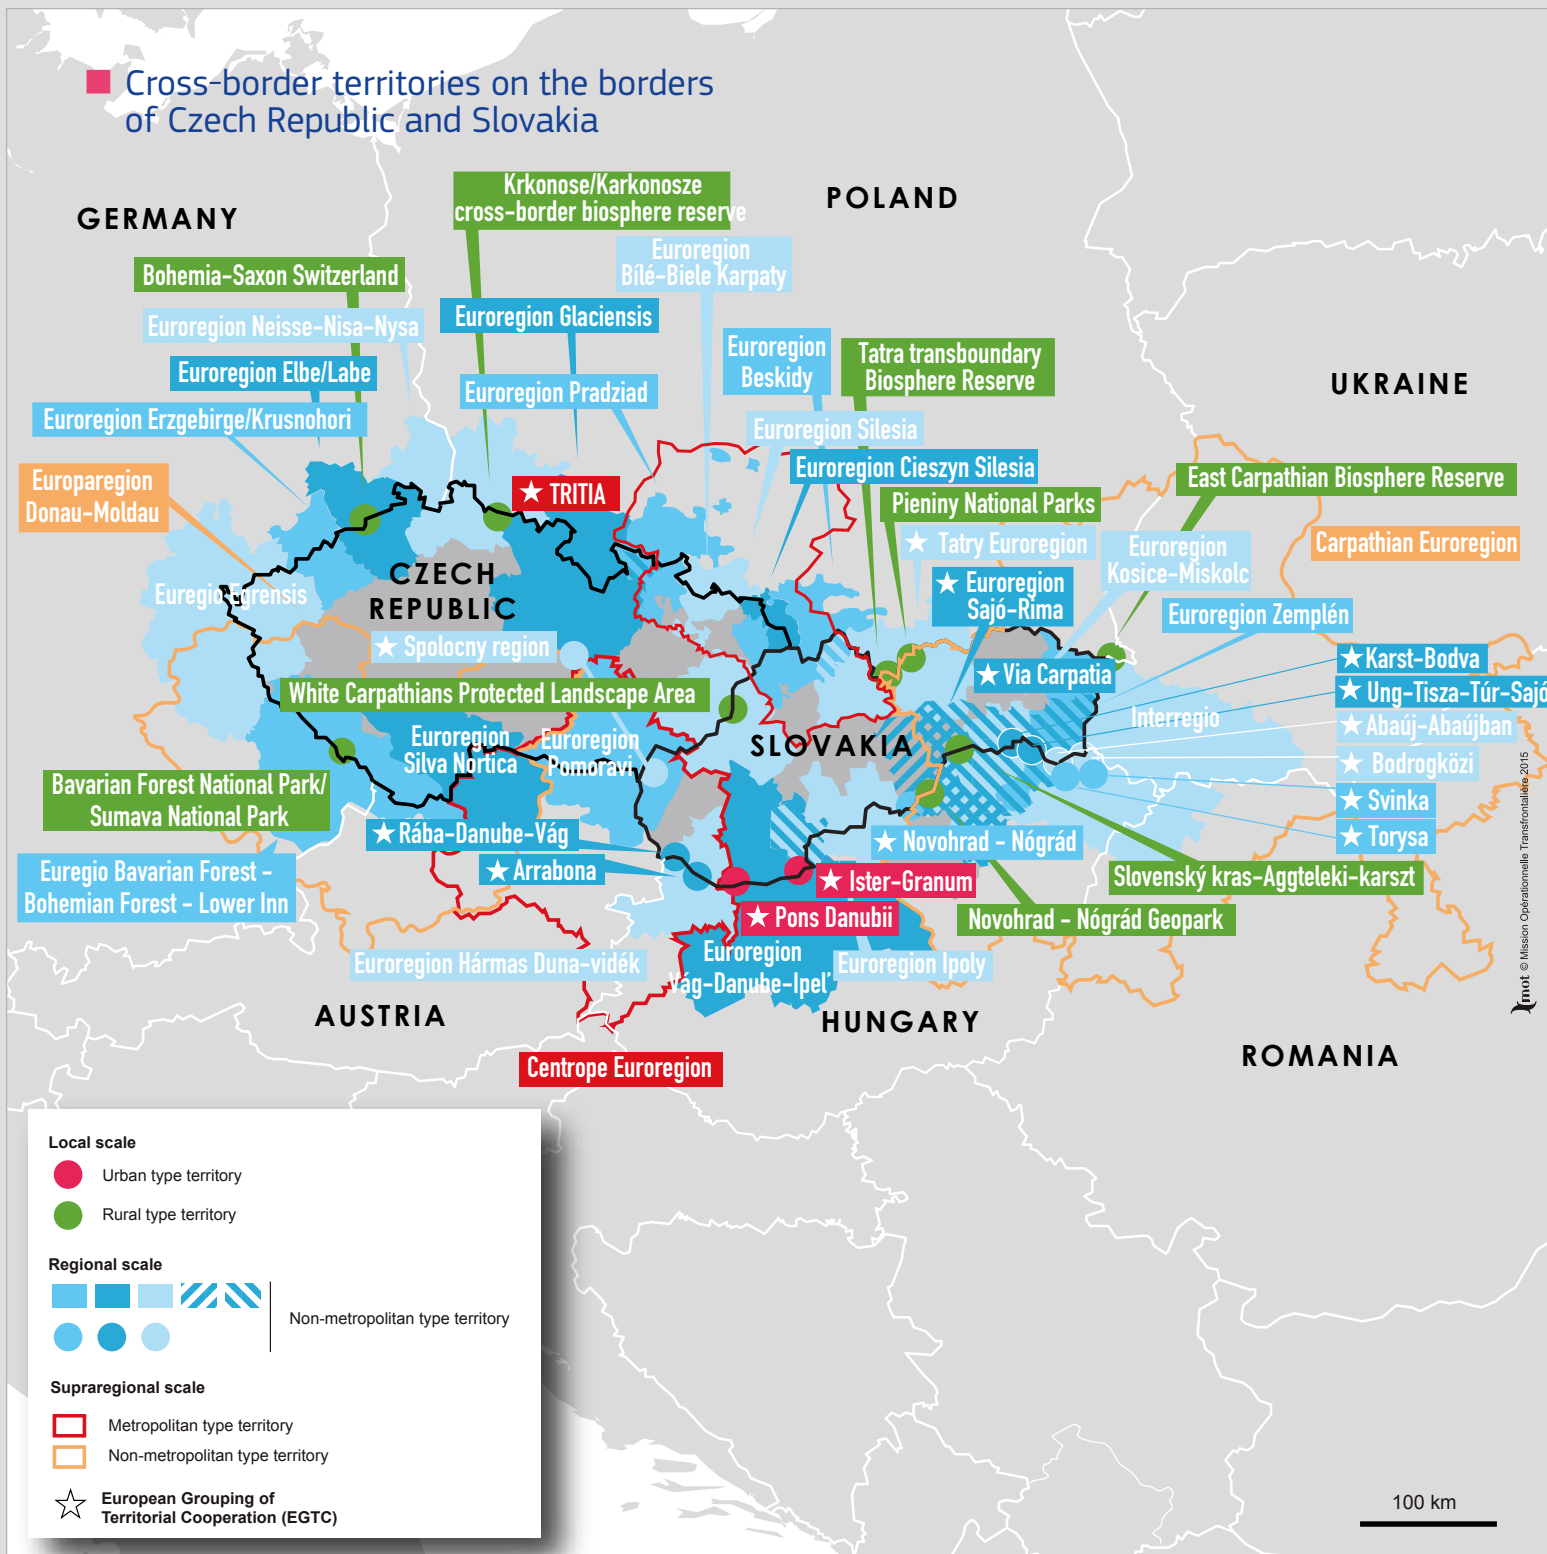 Cross-border territories on the borders
of Czech Republic and Slovakia
GERMANY
POLAND
UKRAINE
CZECH
REPUBLIC
SLOVAKIA
AUSTRIA
HUNGARY
ROMANIA
Krkonose/Karkonosze
cross-border biosphere reserve
Euroregion
Bílé-Biele Karpaty
Bohemia-Saxon Switzerland
Euroregion Neisse-Nisa-Nysa
Euroregion Glaciensis
Euroregion Elbe/Labe
Euroregion
Beskidy
Tatra transboundary
Biosphere Reserve
Euroregion Pradziad
Euroregion Erzgebirge/Krusnohori
Euroregion Silesia
Euroregion Cieszyn Silesia
Europaregion
Donau-Moldau
TRITIA
East Carpathian Biosphere Reserve
Pieniny National Parks
Tatry Euroregion
Euroregion
Kosice-Miskolc
Carpathian Euroregion
Euroregion
Sajó-Rima
Euregio Egrensis
Euroregion Zemplén
Spolocny region
Via Carpatia
Karst-Bodva
Ung-Tisza-Túr-Sajó
White Carpathians Protected Landscape Area
Interregio
Abaúj-Abaújban
Euroregion
Silva Nortica
Euroregion
Pomoravi
Bodrogközi
Bavarian Forest National Park/
Sumava National Park
Svinka
Rába-Danube-Vág
Novohrad - Nógrád
Torysa
Euregio Bavarian Forest -
Bohemian Forest - Lower Inn
Arrabona
Ister-Granum
Slovenský kras-Aggteleki-karszt
Pons Danubii
Novohrad - Nógrád Geopark
Euroregion Hármas Duna-vidék
Euroregion
Vág-Danube-Ipel'
Euroregion Ipoly
Centrope Euroregion
mot © Mission Opérationnelle Transfrontalière 2015
Local scale
Urban type territory
Rural type territory
Regional scale
Non-metropolitan type territory
Supraregional scale
Metropolitan type territory
Non-metropolitan type territory
European Grouping of
Territorial Cooperation (EGTC)
100 km